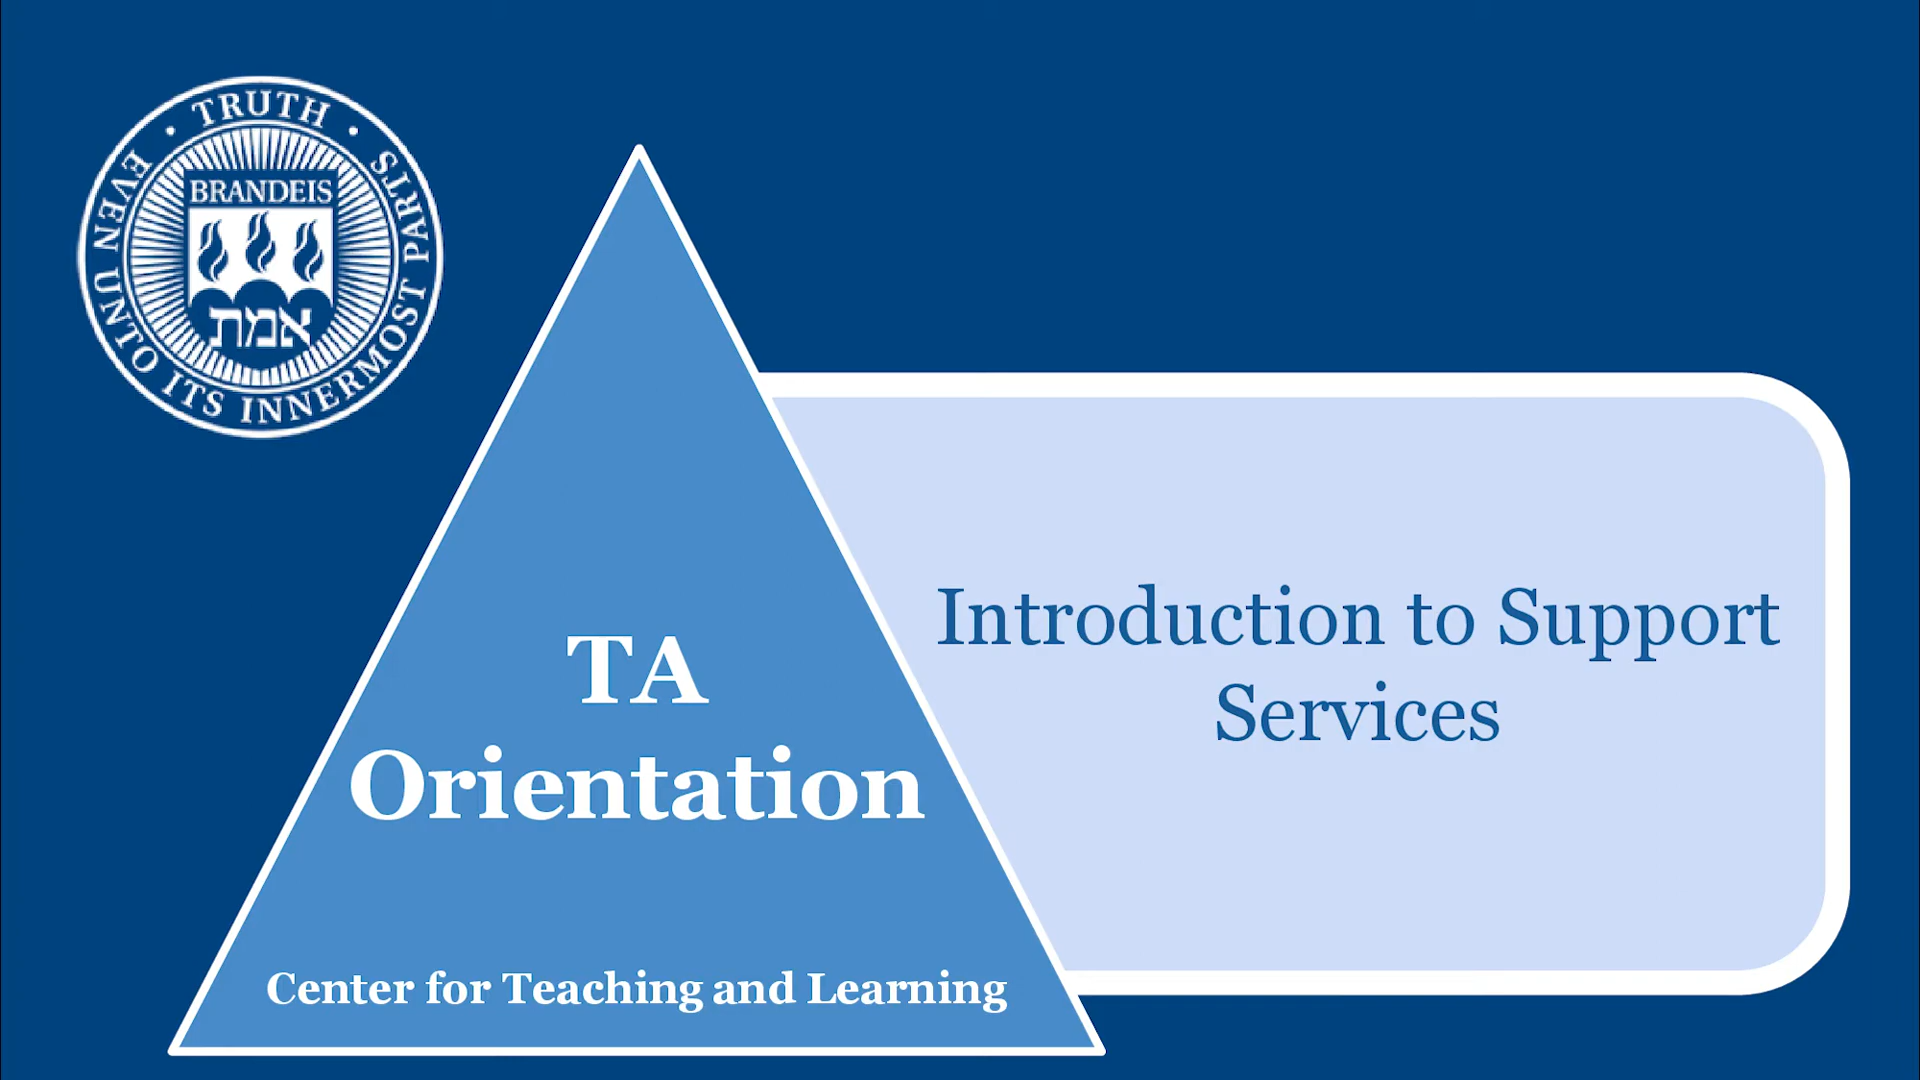 TRUTH
EVEN UNTO ITS INNERMOST PARTS
BRANDEIS
אמת
TA
Orientation
Center for Teaching and Learning
Introduction to Support
Services